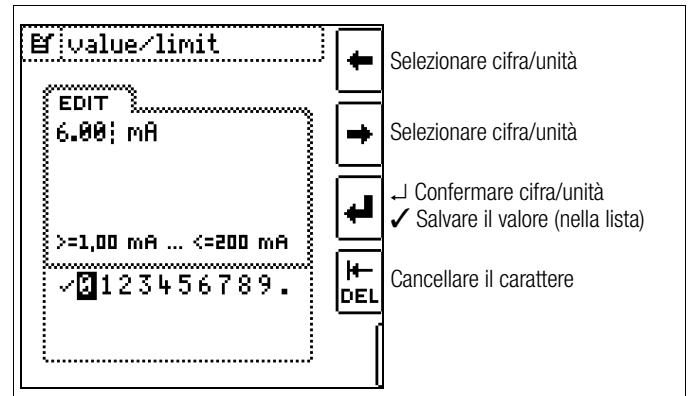 value/limit
Selezionare cifra/unità
EDIT
6.00 mA
Selezionare cifra/unità
↵ Confermare cifra/unità
✓ Salvare il valore (nella lista)
>=1,00 mA ... <=200 mA
DEL
Cancellare il carattere
✓0123456789.